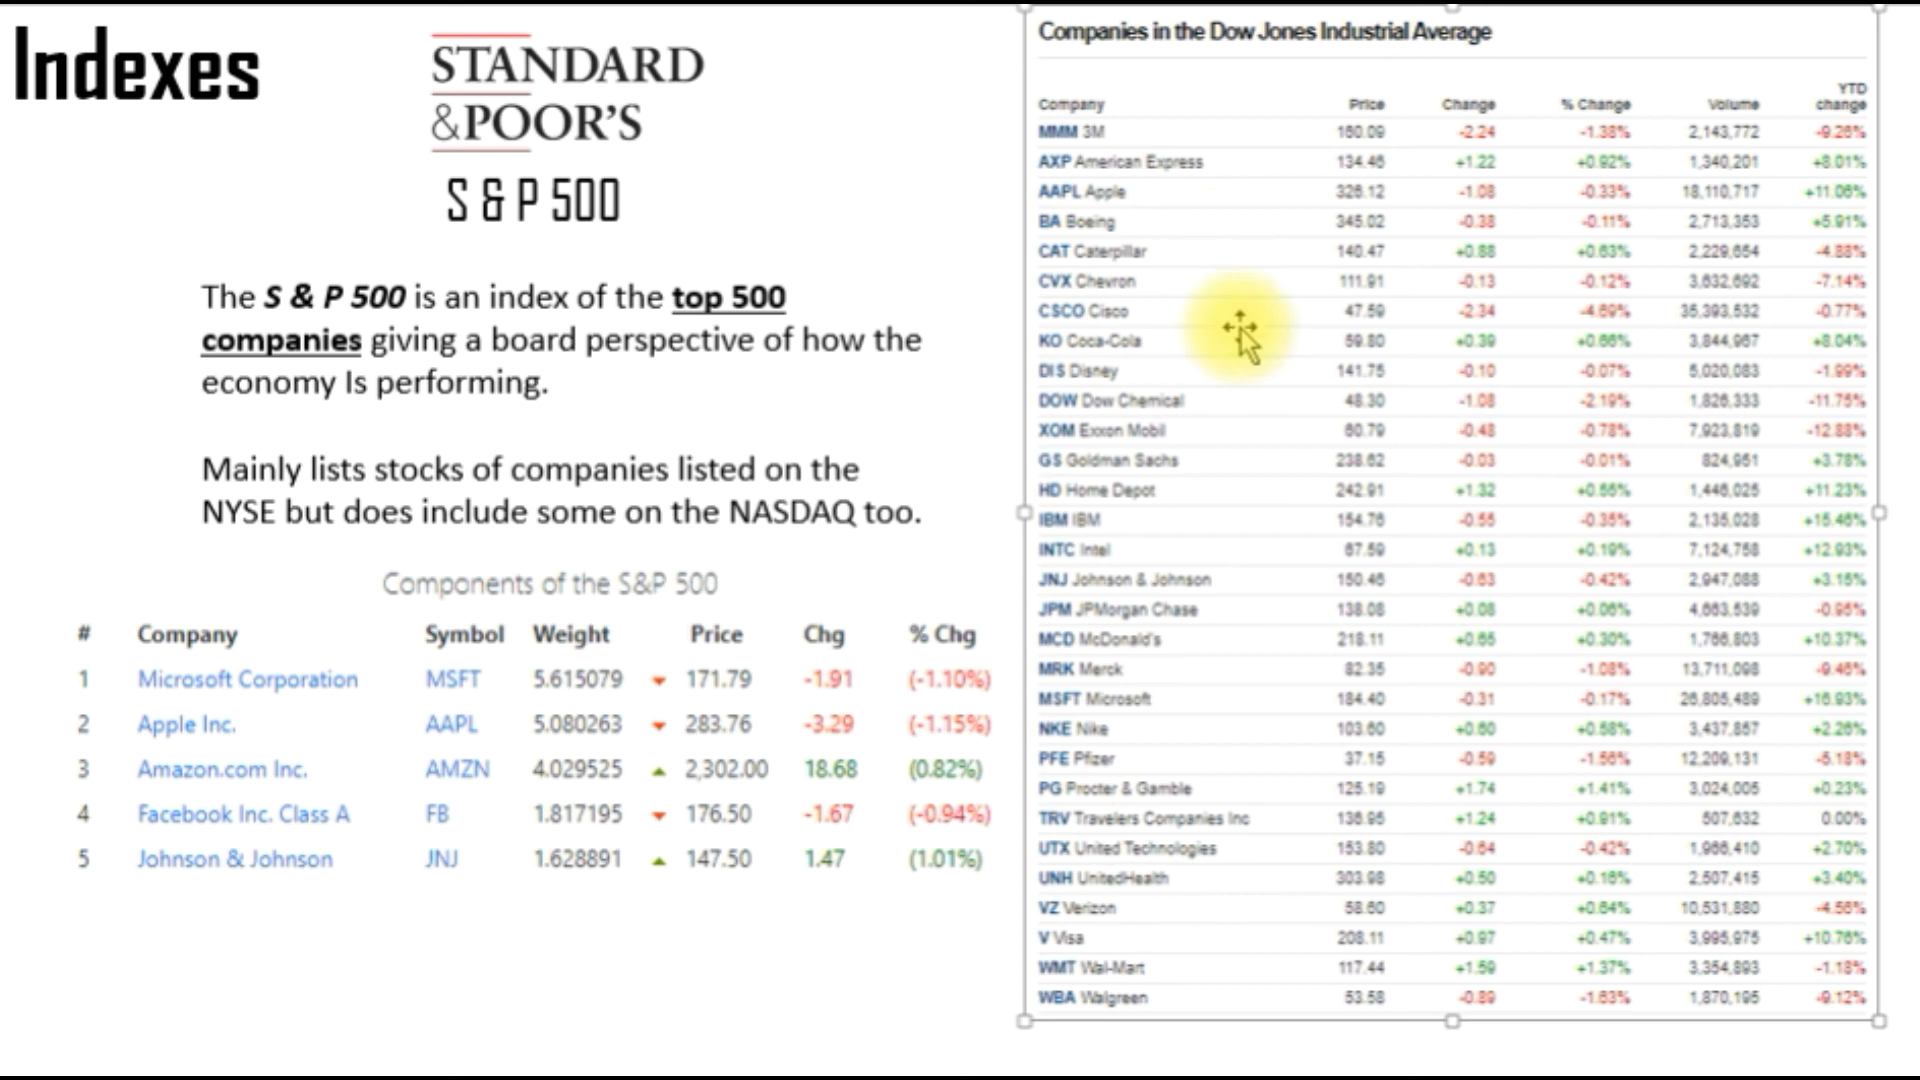 Indexes
STANDARD
&POOR'S
S & P 500
The S & P 500 is an index of the top 500
companies giving a board perspective of how the
economy Is performing.
Mainly lists stocks of companies listed on the
NYSE but does include some on the NASDAQ too.
Components of the S&P 500
# Company Symbol Weight Price Chg % Chg
1 Microsoft Corporation MSFT 5.615079 171.79 -1.91 (-1.10%)
2 Apple Inc. AAPL 5.080263 283.76 -3.29 (-1.15%)
3 Amazon.com Inc. AMZN 4.029525 2,302.00 18.68 (0.82%)
4 Facebook Inc. Class A FB 1.817195 176.50 -1.67 (-0.94%)
5 Johnson & Johnson JNJ 1.628891 147.50 1.47 (1.01%)
Companies in the Dow Jones Industrial Average
Company Price Change % Change Volume YTD change
MMM 3M 160.09 -2.24 -1.38% 2,143,772 -9.26%
AXP American Express 134.46 +1.22 +0.92% 1,340,201 +8.01%
AAPL Apple 326.12 -1.08 -0.33% 18,110,717 +11.06%
BA Boeing 345.02 -0.38 -0.11% 2,713,353 +5.91%
CAT Caterpillar 140.47 +0.88 +0.63% 2,229,654 -4.88%
CVX Chevron 111.91 -0.13 -0.12% 3,632,692 -7.14%
CSCO Cisco 47.59 -2.34 -4.69% 35,393,532 -0.77%
KO Coca-Cola 59.80 +0.39 +0.66% 3,844,967 +8.04%
DIS Disney 141.75 -0.10 -0.07% 5,020,083 -1.99%
DOW Dow Chemical 48.30 -1.08 -2.19% 1,826,333 -11.75%
XOM Exxon Mobil 60.79 -0.48 -0.78% 7,923,819 -12.88%
GS Goldman Sachs 238.62 -0.03 -0.01% 824,951 +3.78%
HD Home Depot 242.91 +1.32 +0.55% 1,446,025 +11.23%
IBM IBM 154.76 -0.55 -0.35% 2,135,028 +15.46%
INTC Intel 67.59 +0.13 +0.19% 7,124,758 +12.93%
JNJ Johnson & Johnson 150.46 -0.63 -0.42% 2,947,088 +3.15%
JPM JPMorgan Chase 138.08 +0.08 +0.06% 4,663,539 -0.95%
MCD McDonald's 218.11 +0.65 +0.30% 1,766,803 +10.37%
MRK Merck 82.35 -0.90 -1.08% 13,711,098 -9.46%
MSFT Microsoft 184.40 -0.31 -0.17% 26,805,489 +16.93%
NKE Nike 103.60 +0.60 +0.58% 3,437,857 +2.26%
PFE Pfizer 37.15 -0.59 -1.56% 12,209,131 -5.18%
PG Procter & Gamble 125.19 +1.74 +1.41% 3,024,005 +0.23%
TRV Travelers Companies Inc 136.95 +1.24 +0.91% 507,632 0.00%
UTX United Technologies 153.80 -0.64 -0.42% 1,966,410 +2.70%
UNH UnitedHealth 303.98 +0.50 +0.16% 2,507,415 +3.40%
VZ Verizon 58.60 +0.37 +0.64% 10,531,880 -4.56%
V Visa 208.11 +0.97 +0.47% 3,995,975 +10.76%
WMT Wal-Mart 117.44 +1.59 +1.37% 3,354,893 -1.18%
WBA Walgreen 53.58 -0.89 -1.63% 1,870,195 -9.12%